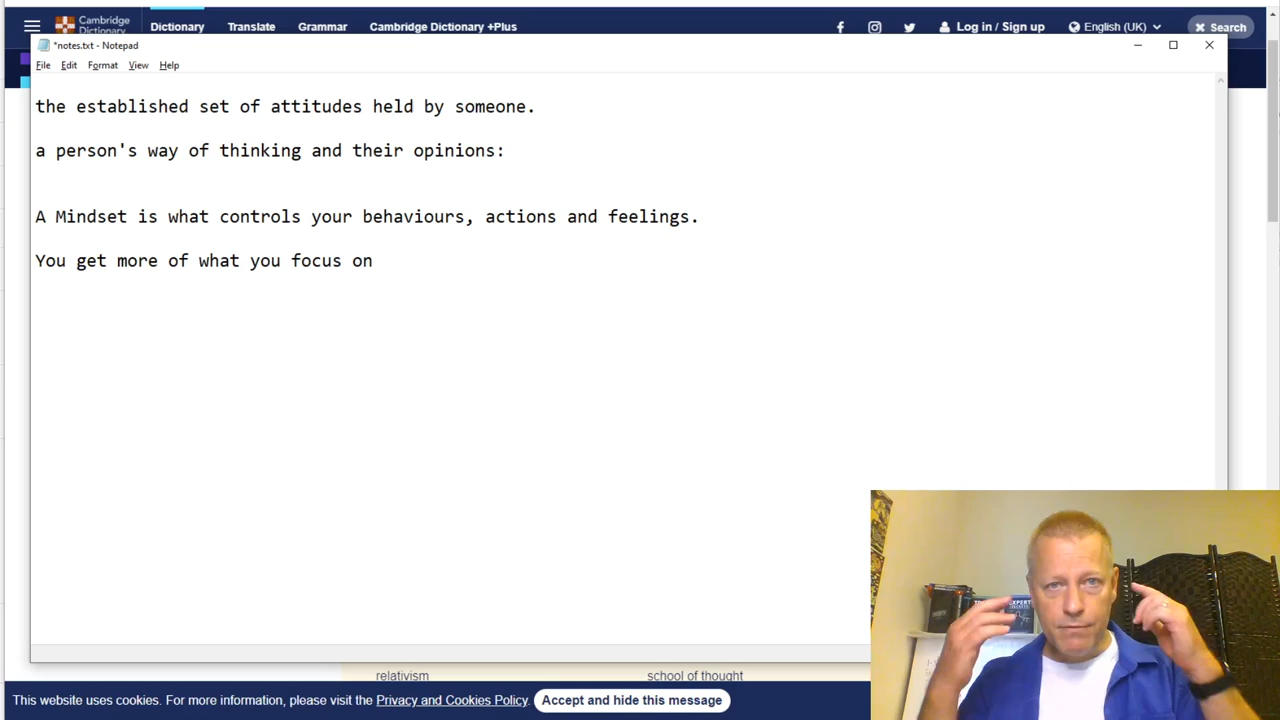 Cambridge Dictionary
Dictionary Translate Grammar Cambridge Dictionary +Plus Log in / Sign up English (UK) Search
*notes.txt - Notepad
File Edit Format View Help
the established set of attitudes held by someone.
a person's way of thinking and their opinions:
A Mindset is what controls your behaviours, actions and feelings.
You get more of what you focus on
EXPERT
relativism school of thought
This website uses cookies. For more information, please visit the Privacy and Cookies Policy. Accept and hide this message